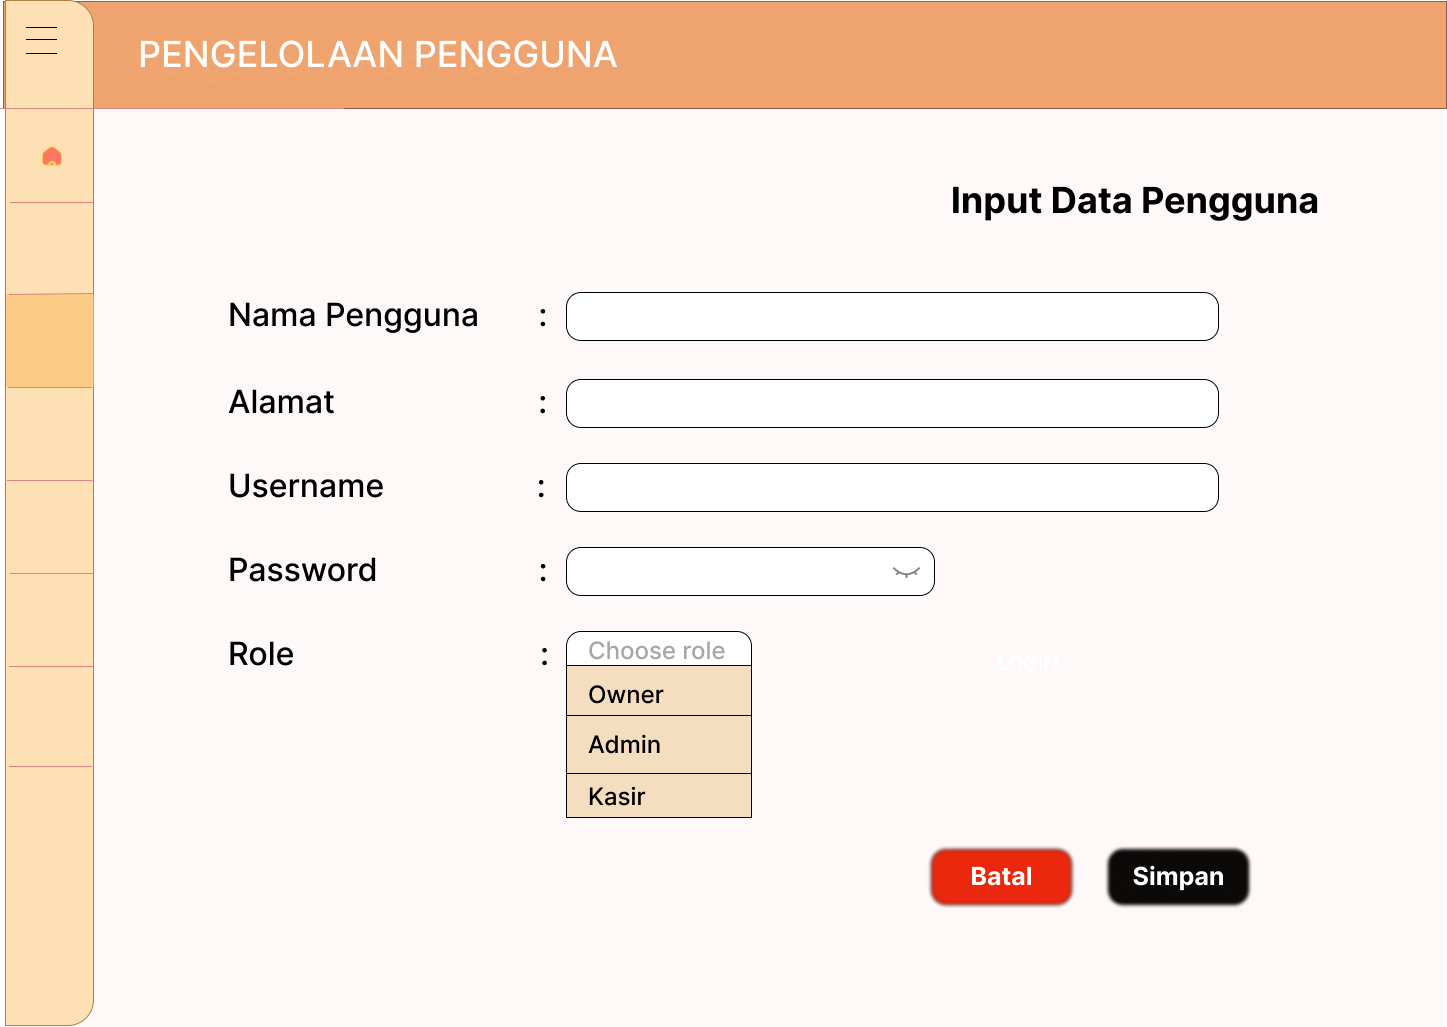 PENGELOLAAN PENGGUNA
Input Data Pengguna
Nama Pengguna :
Alamat :
Username :
Password :
Role :
Choose role
LOGIN
Owner
Admin
Kasir
Batal
Simpan